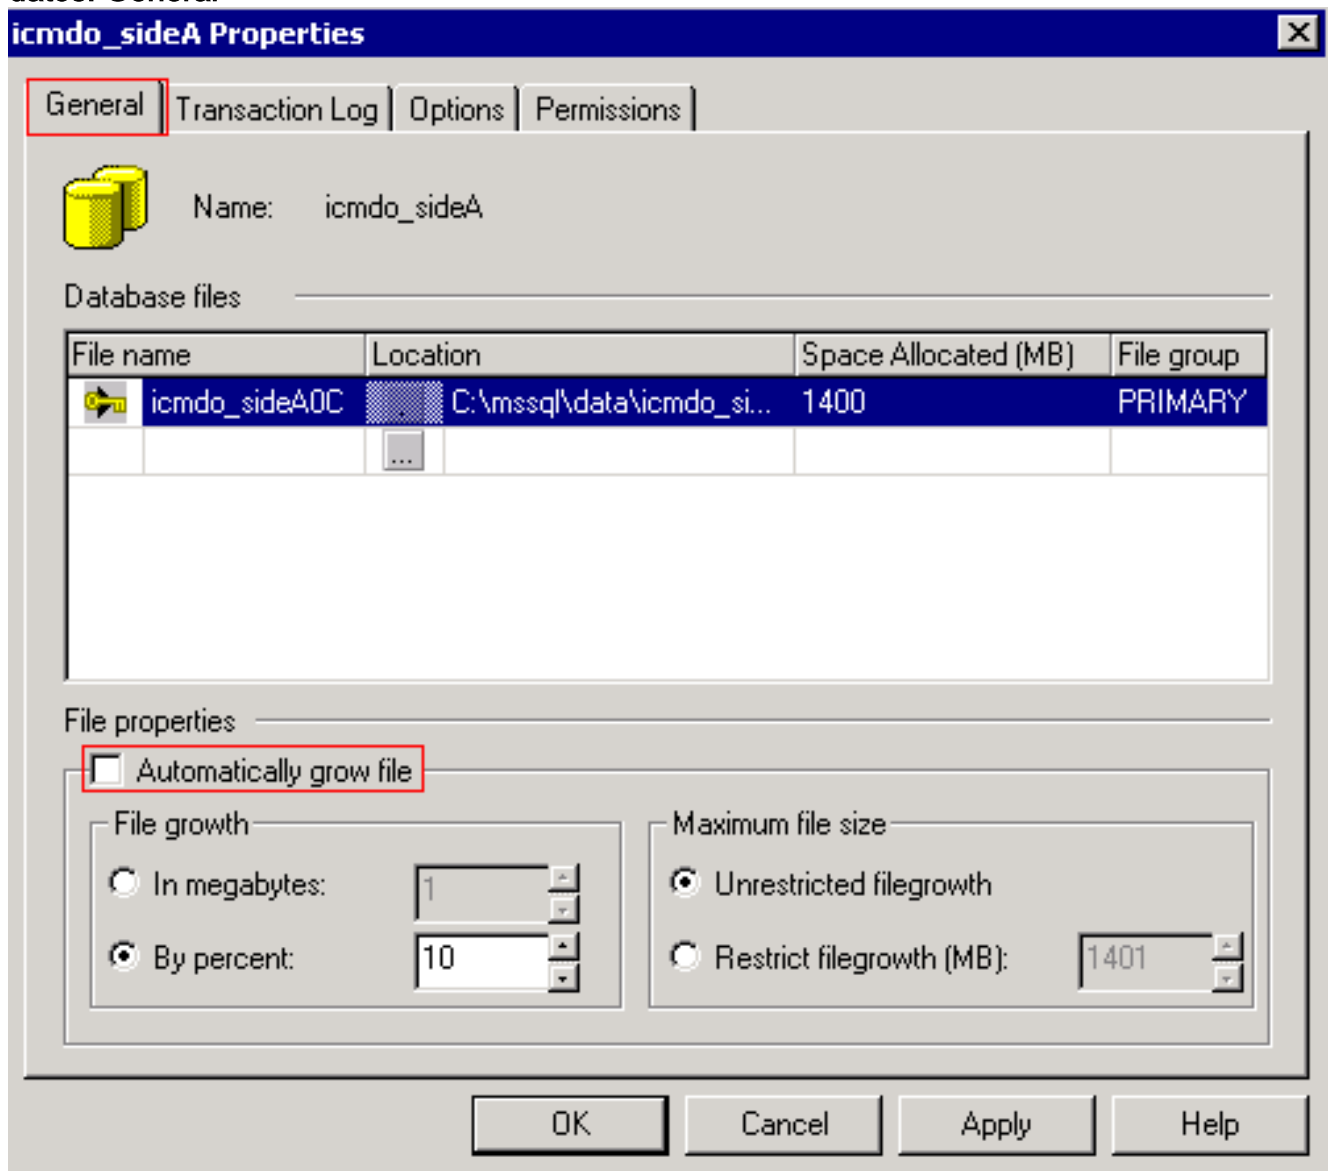 dates. General
icmdo_sideA Properties
General Transaction Log Options Permissions
Name: icmdo_sideA
Database files
File name Location Space Allocated (MB) File group
icmdo_sideA0C . C:\mssql\data\icmdo_si... 1400 PRIMARY
...
File properties
Automatically grow file
File growth Maximum file size
In megabytes: 1 Unrestricted filegrowth
By percent: 10 Restrict filegrowth (MB): 1401
OK Cancel Apply Help